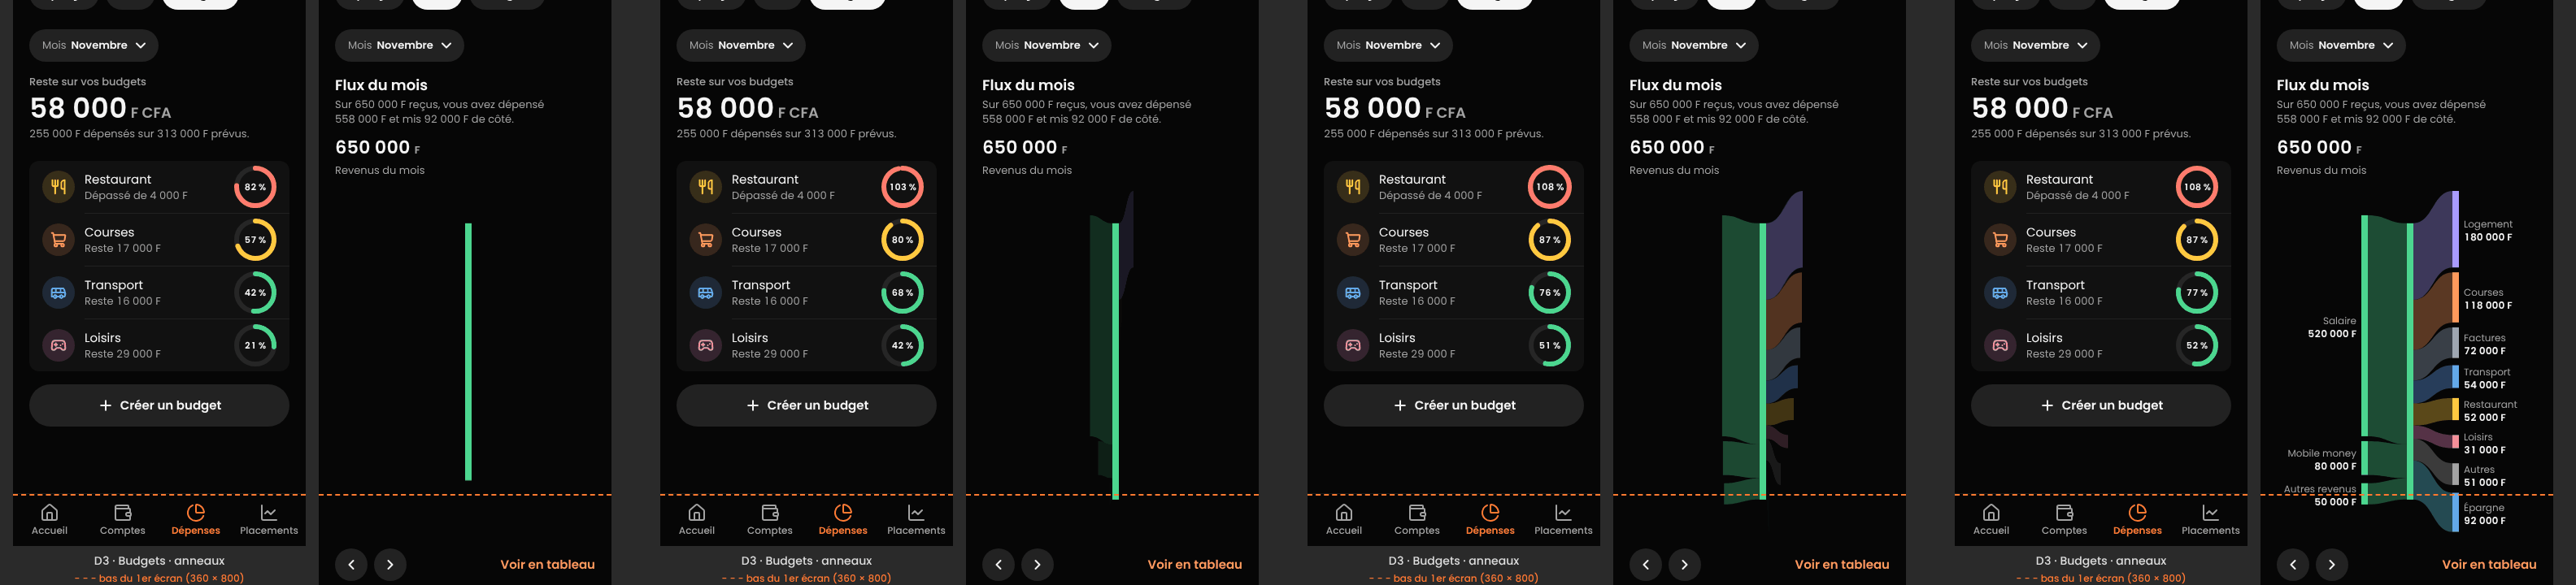 Mois Novembre
Reste sur vos budgets
58 000 F CFA
255 000 F dépensés sur 313 000 F prévus.
Restaurant
Dépassé de 4 000 F
82 %
Courses
Reste 17 000 F
57 %
Transport
Reste 16 000 F
42 %
Loisirs
Reste 29 000 F
21 %
+ Créer un budget
Accueil Comptes Dépenses Placements
D3 · Budgets · anneaux
- - - bas du 1er écran (360 × 800)
Mois Novembre
Flux du mois
Sur 650 000 F reçus, vous avez dépensé
558 000 F et mis 92 000 F de côté.
650 000 F
Revenus du mois
Voir en tableau
Mois Novembre
Reste sur vos budgets
58 000 F CFA
255 000 F dépensés sur 313 000 F prévus.
Restaurant
Dépassé de 4 000 F
103 %
Courses
Reste 17 000 F
80 %
Transport
Reste 16 000 F
68 %
Loisirs
Reste 29 000 F
42 %
+ Créer un budget
Accueil Comptes Dépenses Placements
D3 · Budgets · anneaux
- - - bas du 1er écran (360 × 800)
Mois Novembre
Flux du mois
Sur 650 000 F reçus, vous avez dépensé
558 000 F et mis 92 000 F de côté.
650 000 F
Revenus du mois
Voir en tableau
Mois Novembre
Reste sur vos budgets
58 000 F CFA
255 000 F dépensés sur 313 000 F prévus.
Restaurant
Dépassé de 4 000 F
108 %
Courses
Reste 17 000 F
87 %
Transport
Reste 16 000 F
76 %
Loisirs
Reste 29 000 F
51 %
+ Créer un budget
Accueil Comptes Dépenses Placements
D3 · Budgets · anneaux
- - - bas du 1er écran (360 × 800)
Mois Novembre
Flux du mois
Sur 650 000 F reçus, vous avez dépensé
558 000 F et mis 92 000 F de côté.
650 000 F
Revenus du mois
Voir en tableau
Mois Novembre
Reste sur vos budgets
58 000 F CFA
255 000 F dépensés sur 313 000 F prévus.
Restaurant
Dépassé de 4 000 F
108 %
Courses
Reste 17 000 F
87 %
Transport
Reste 16 000 F
77 %
Loisirs
Reste 29 000 F
52 %
+ Créer un budget
Accueil Comptes Dépenses Placements
D3 · Budgets · anneaux
- - - bas du 1er écran (360 × 800)
Mois Novembre
Flux du mois
Sur 650 000 F reçus, vous avez dépensé
558 000 F et mis 92 000 F de côté.
650 000 F
Revenus du mois
Salaire
520 000 F
Mobile money
80 000 F
Autres revenus
50 000 F
Logement
180 000 F
Courses
118 000 F
Factures
72 000 F
Transport
54 000 F
Restaurant
52 000 F
Loisirs
31 000 F
Autres
51 000 F
Épargne
92 000 F
Voir en tableau